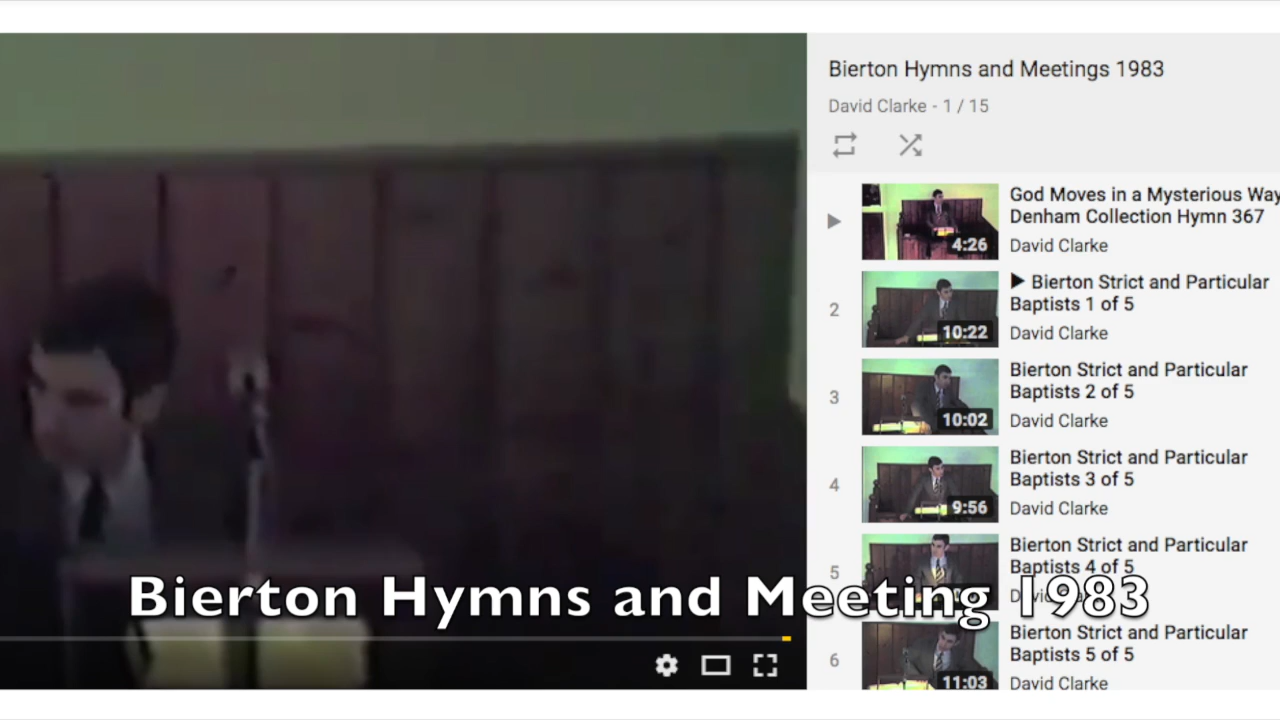 Bierton Hymns and Meetings 1983
David Clarke - 1 / 15
God Moves in a Mysterious Way
Denham Collection Hymn 367
4:26
David Clarke
2
▶ Bierton Strict and Particular
Baptists 1 of 5
10:22
David Clarke
3
Bierton Strict and Particular
Baptists 2 of 5
10:02
David Clarke
4
Bierton Strict and Particular
Baptists 3 of 5
9:56
David Clarke
5
Bierton Strict and Particular
Baptists 4 of 5
Bierton Hymns and Meeting 1983
6
Bierton Strict and Particular
Baptists 5 of 5
11:03
David Clarke